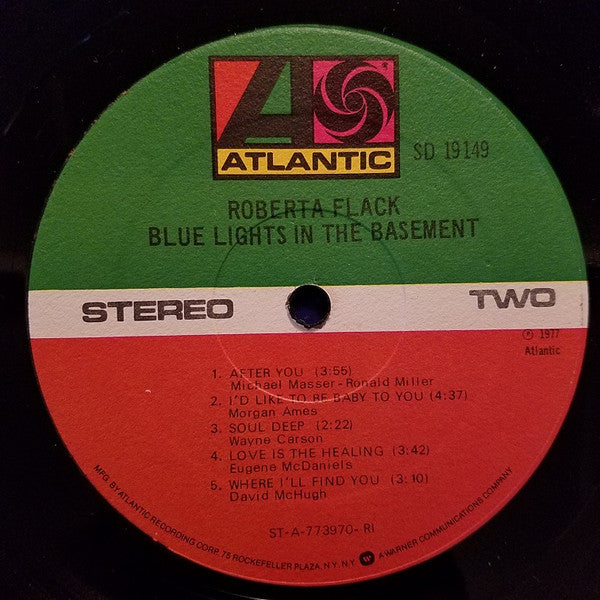 ATLANTIC
SD 19149
ROBERTA FLACK
BLUE LIGHTS IN THE BASEMENT
STEREO
TWO
℗ 1977
Atlantic
1. AFTER YOU (3:55)
Michael Masser-Ronald Miller
2. I'D LIKE TO BE BABY TO YOU (4:37)
Morgan Ames
3. SOUL DEEP (2:22)
Wayne Carson
4. LOVE IS THE HEALING (3:42)
Eugene McDaniels
5. WHERE I'LL FIND YOU (3:10)
David McHugh
ST-A-773970-RI
MFG. BY ATLANTIC RECORDING CORP. 75 ROCKEFELLER PLAZA, N.Y. N.Y. A WARNER COMMUNICATIONS COMPANY